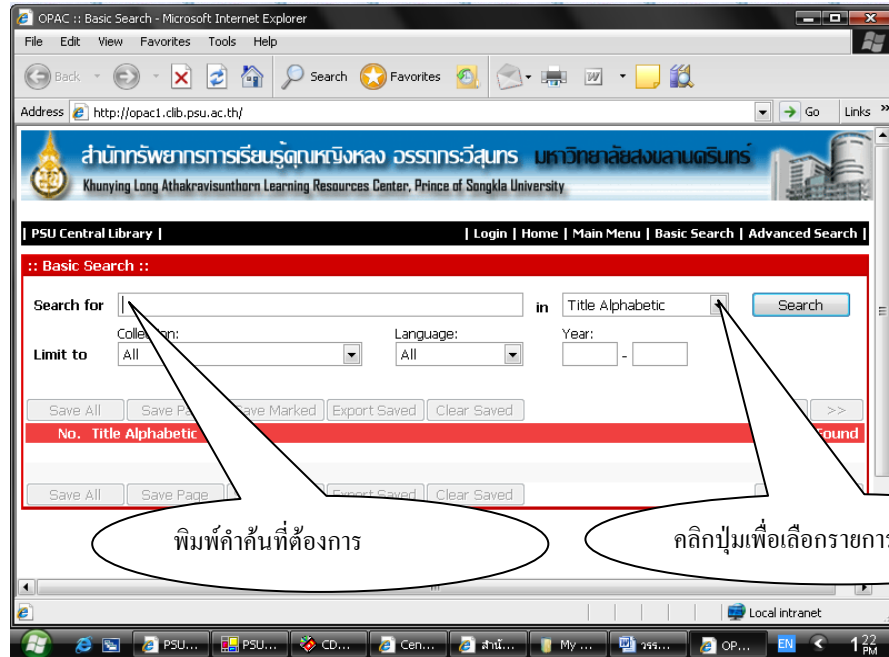 OPAC :: Basic Search - Microsoft Internet Explorer
File Edit View Favorites Tools Help
Back Search Favorites
Address http://opac1.clib.psu.ac.th/ Go Links »
สำนักทรัพยากรการเรียนรู้คุณหญิงหลง อรรถกระวีสุนทร มหาวิทยาลัยสงขลานครินทร์
Khunying Long Athakravisunthorn Learning Resources Center, Prince of Songkla University
| PSU Central Library | | Login | Home | Main Menu | Basic Search | Advanced Search |
:: Basic Search ::
Search for in Title Alphabetic Search
Collection: Language: Year:
Limit to All All -
Save All Save Page Save Marked Export Saved Clear Saved >>
No. Title Alphabetic Found
Save All Save Page Export Saved Clear Saved
พิมพ์คำค้นที่ต้องการ
คลิกปุ่มเพื่อเลือกรายการ
Local intranet
PSU... PSU... CD... Cen... สำนั... My ... วรร... OP... EN 1 22 PM